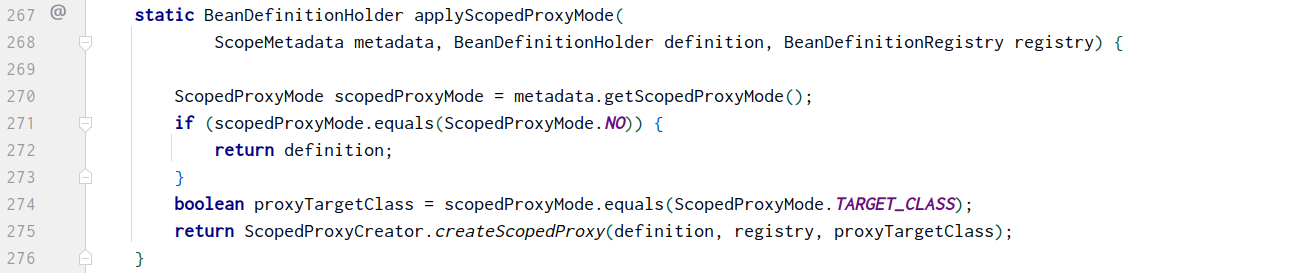 267 @ static BeanDefinitionHolder applyScopedProxyMode(
268 ScopeMetadata metadata, BeanDefinitionHolder definition, BeanDefinitionRegistry registry) {
269
270 ScopedProxyMode scopedProxyMode = metadata.getScopedProxyMode();
271 if (scopedProxyMode.equals(ScopedProxyMode.NO)) {
272 return definition;
273 }
274 boolean proxyTargetClass = scopedProxyMode.equals(ScopedProxyMode.TARGET_CLASS);
275 return ScopedProxyCreator.createScopedProxy(definition, registry, proxyTargetClass);
276 }